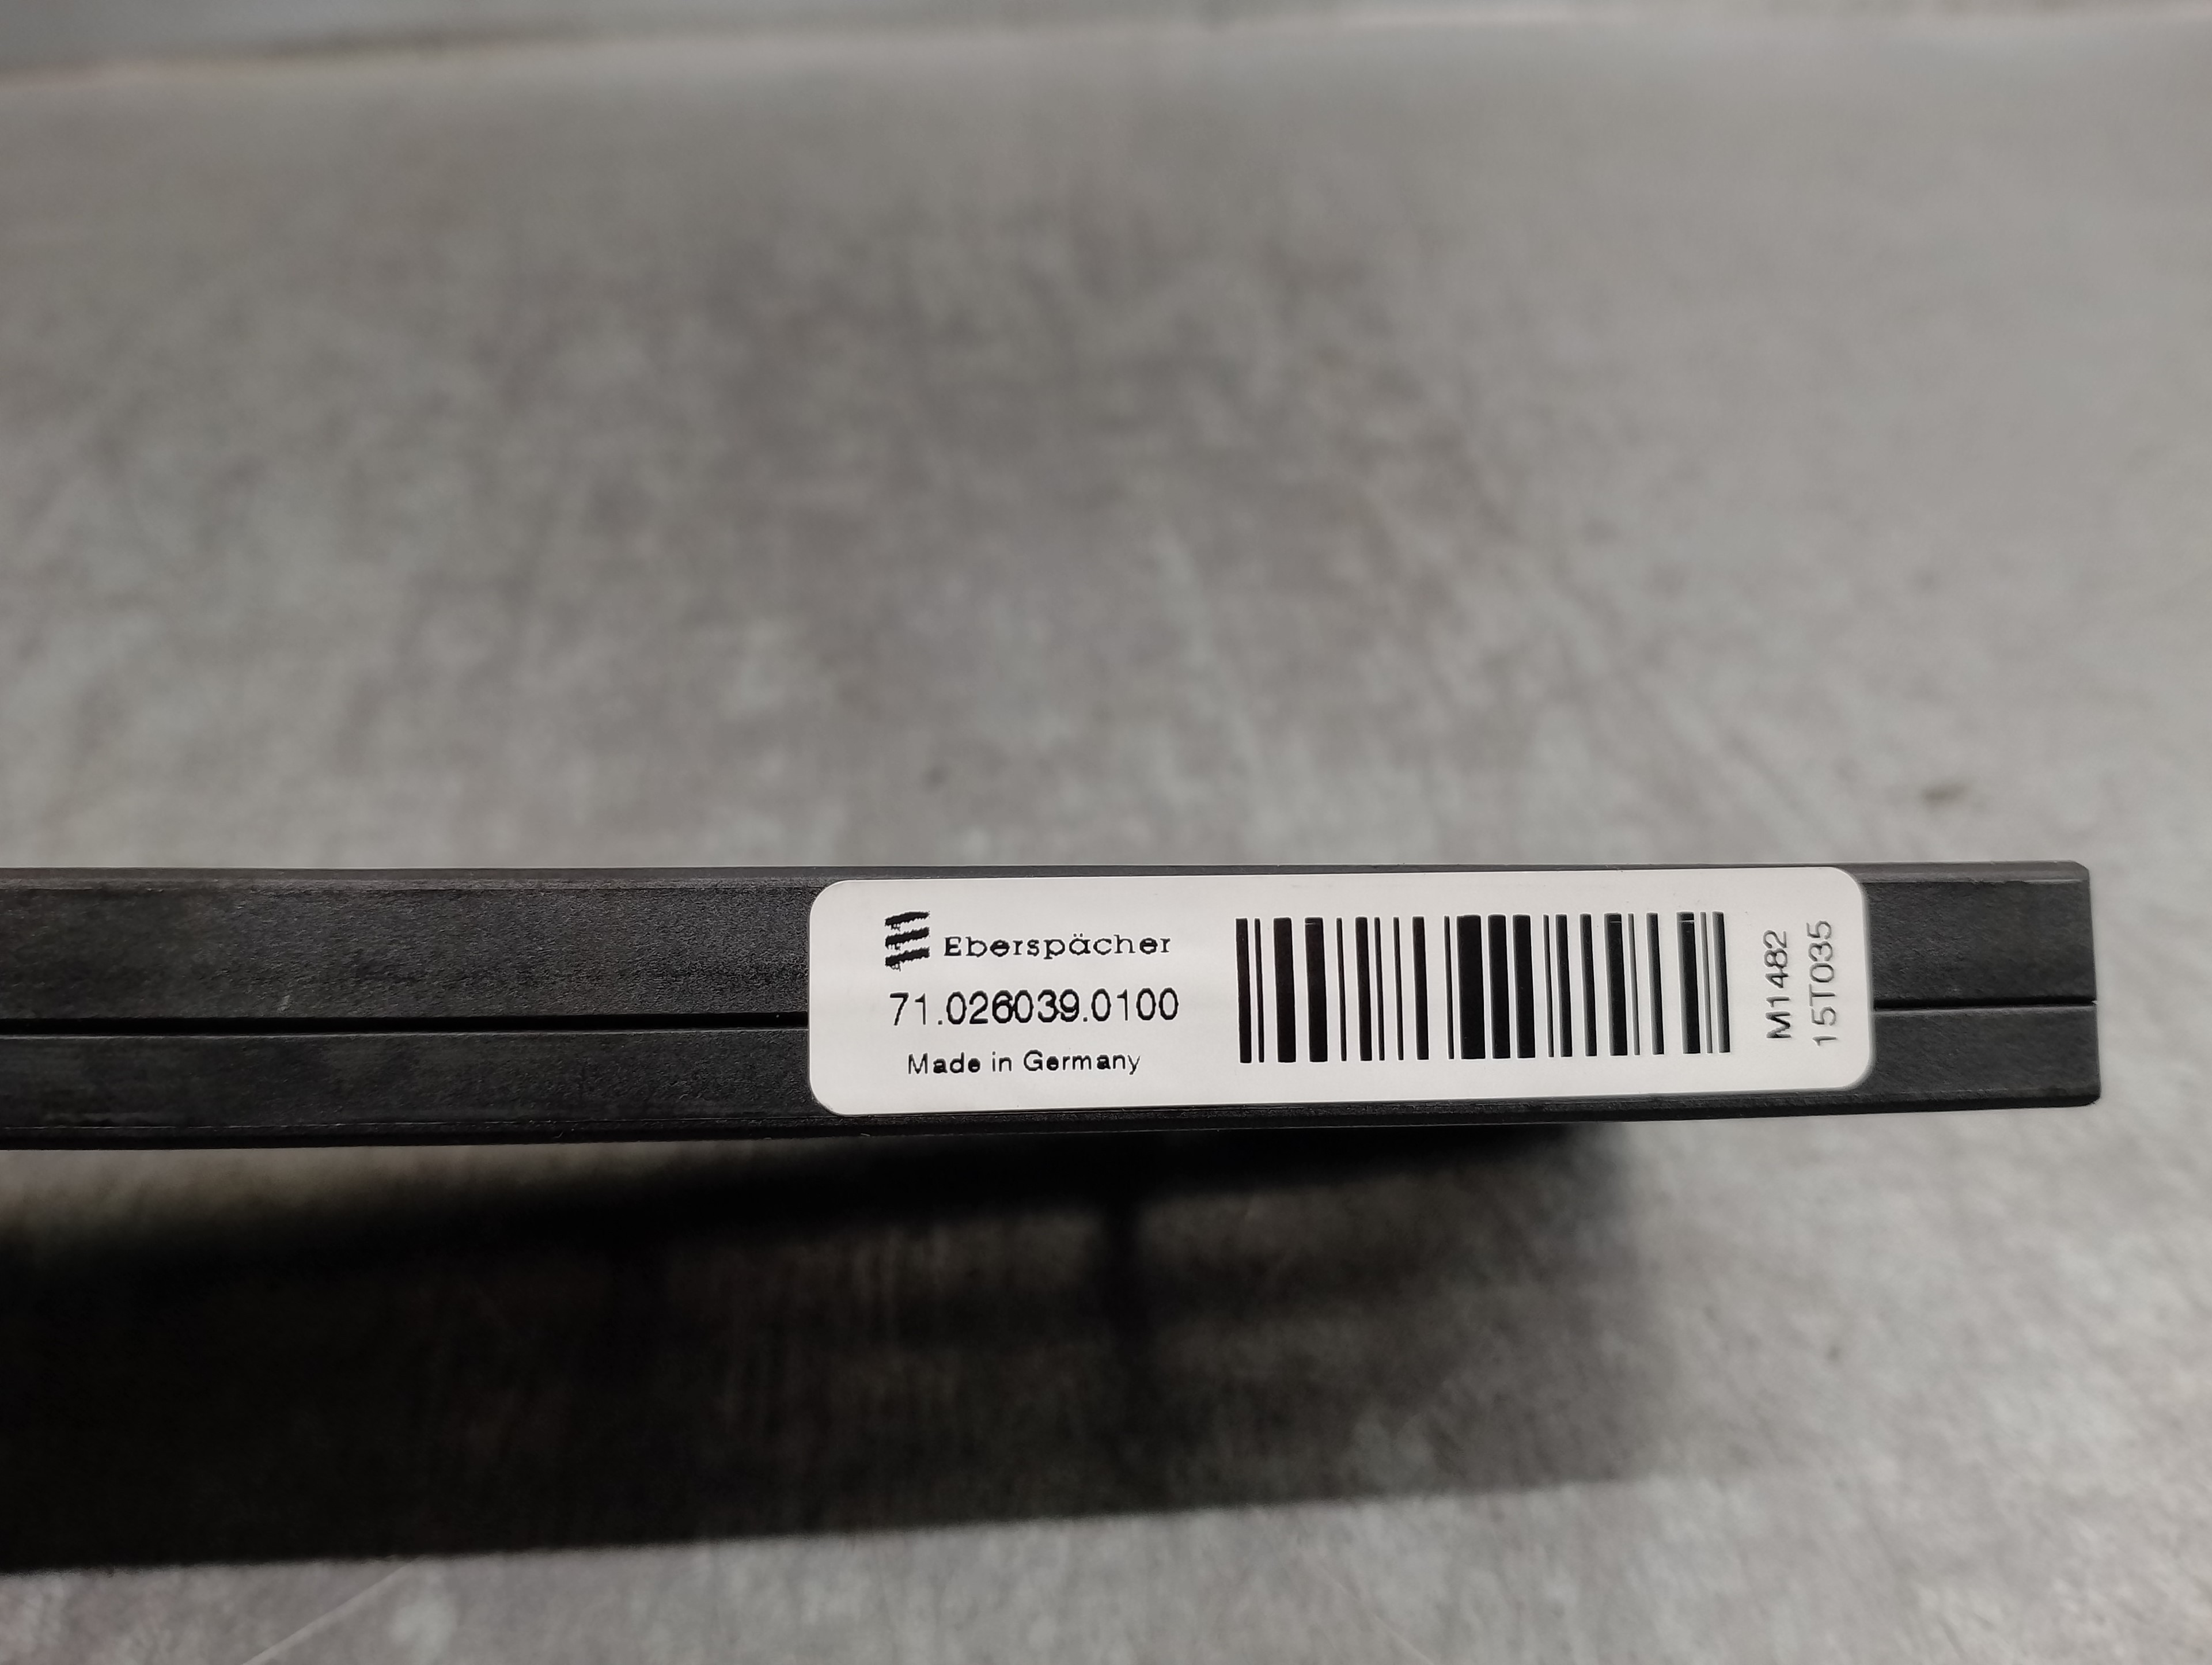 Eberspächer
71.026039.0100
Made in Germany
M1482
15T035